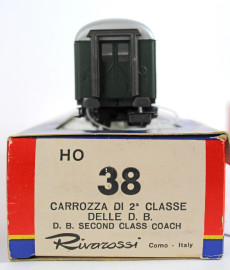 HO
38
CARROZZA DI 2ª CLASSE
DELLE D. B.
D. B. SECOND CLASS COACH
Rivarossi Como - Italy